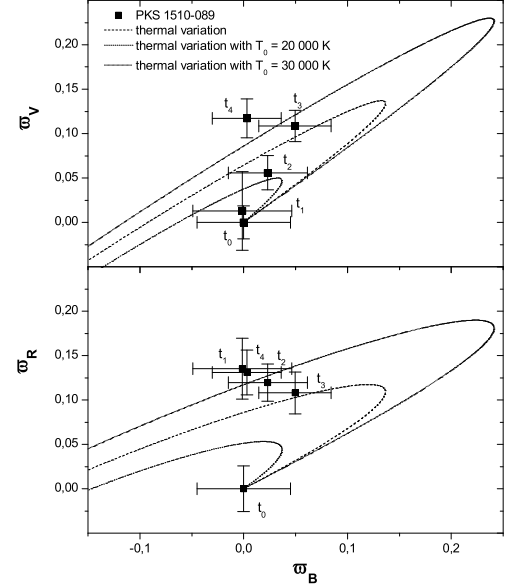 PKS 1510-089
thermal variation
thermal variation with T₀ = 20 000 K
thermal variation with T₀ = 30 000 K
0,20
0,15
0,10
0,05
0,00
ϖ_V
t₄
t₃
t₂
t₁
t₀
0,20
0,15
0,10
0,05
0,00
ϖ_R
t₁
t₄
t₂
t₃
t₀
-0,1
0,0
0,1
0,2
ϖ_B